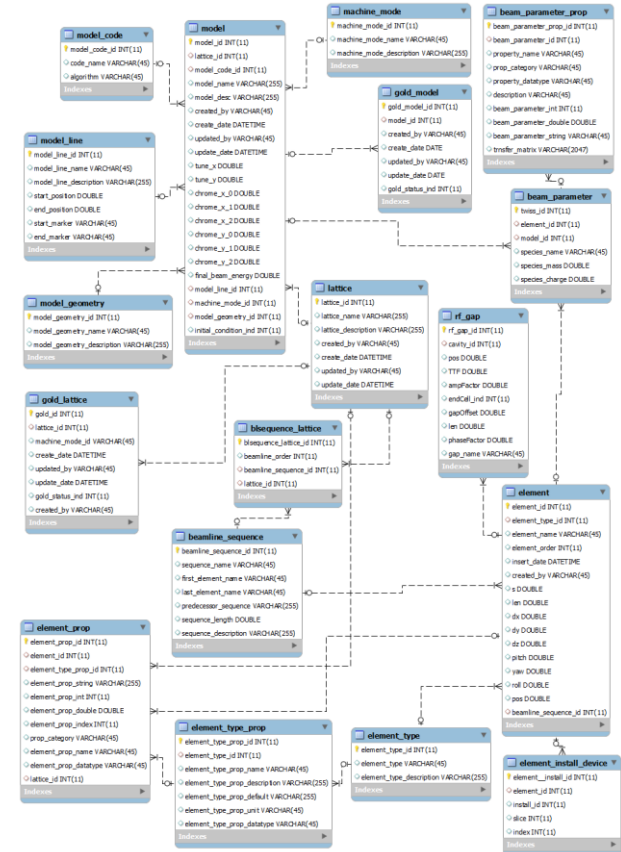 model_code
model_code_id INT(11)
code_name VARCHAR(45)
algorithm VARCHAR(45)
Indexes
model
model_id INT(11)
lattice_id INT(11)
model_code_id INT(11)
model_name VARCHAR(255)
model_desc VARCHAR(255)
created_by VARCHAR(45)
create_date DATETIME
updated_by VARCHAR(45)
update_date DATETIME
tune_x DOUBLE
tune_y DOUBLE
chrome_x_0 DOUBLE
chrome_x_1 DOUBLE
chrome_x_2 DOUBLE
chrome_y_0 DOUBLE
chrome_y_1 DOUBLE
chrome_y_2 DOUBLE
final_beam_energy DOUBLE
model_line_id INT(11)
machine_mode_id INT(11)
model_geometry_id INT(11)
initial_condition_ind INT(11)
Indexes
machine_mode
machine_mode_id INT(11)
machine_mode_name VARCHAR(45)
machine_mode_description VARCHAR(255)
Indexes
beam_parameter_prop
beam_parameter_prop_id INT(11)
beam_parameter_id INT(11)
property_name VARCHAR(45)
prop_category VARCHAR(45)
property_datatype VARCHAR(45)
description VARCHAR(45)
beam_parameter_int INT(11)
beam_parameter_double DOUBLE
beam_parameter_string VARCHAR(45)
trnsfer_matrix VARCHAR(2047)
Indexes
gold_model
gold_model_id INT(11)
model_id INT(11)
created_by VARCHAR(45)
create_date DATE
updated_by VARCHAR(45)
update_date DATE
gold_status_ind INT(11)
Indexes
model_line
model_line_id INT(11)
model_line_name VARCHAR(45)
model_line_description VARCHAR(255)
start_position DOUBLE
end_position DOUBLE
start_marker VARCHAR(45)
end_marker VARCHAR(45)
Indexes
beam_parameter
twiss_id INT(11)
element_id INT(11)
model_id INT(11)
species_name VARCHAR(45)
species_mass DOUBLE
species_charge DOUBLE
Indexes
model_geometry
model_geometry_id INT(11)
model_geometry_name VARCHAR(45)
model_geometry_description VARCHAR(255)
Indexes
lattice
lattice_id INT(11)
lattice_name VARCHAR(255)
lattice_description VARCHAR(255)
created_by VARCHAR(45)
create_date DATETIME
updated_by VARCHAR(45)
update_date DATETIME
Indexes
rf_gap
rf_gap_id INT(11)
cavity_id INT(11)
pos DOUBLE
TTF DOUBLE
ampFactor DOUBLE
endCell_ind INT(11)
gapOffset DOUBLE
len DOUBLE
phaseFactor DOUBLE
gap_name VARCHAR(45)
Indexes
gold_lattice
gold_id INT(11)
lattice_id INT(11)
machine_mode_id VARCHAR(45)
create_date DATETIME
updated_by VARCHAR(45)
update_date DATETIME
gold_status_ind INT(11)
created_by VARCHAR(45)
Indexes
blsequence_lattice
blsequence_lattice_id INT(11)
beamline_order INT(11)
beamline_sequence_id INT(11)
lattice_id INT(11)
Indexes
element
element_id INT(11)
element_type_id INT(11)
element_name VARCHAR(45)
element_order INT(11)
insert_date DATETIME
created_by VARCHAR(45)
s DOUBLE
len DOUBLE
dx DOUBLE
dy DOUBLE
dz DOUBLE
pitch DOUBLE
yaw DOUBLE
roll DOUBLE
pos DOUBLE
beamline_sequence_id INT(11)
Indexes
beamline_sequence
beamline_sequence_id INT(11)
sequence_name VARCHAR(45)
first_element_name VARCHAR(45)
last_element_name VARCHAR(45)
predecessor_sequence VARCHAR(255)
sequence_length DOUBLE
sequence_description VARCHAR(255)
Indexes
element_prop
element_prop_id INT(11)
element_id INT(11)
element_type_prop_id INT(11)
element_prop_string VARCHAR(255)
element_prop_int INT(11)
element_prop_double DOUBLE
element_prop_index INT(11)
prop_category VARCHAR(45)
element_prop_name VARCHAR(45)
element_prop_datatype VARCHAR(45)
lattice_id INT(11)
Indexes
element_type_prop
element_type_prop_id INT(11)
element_type_id INT(11)
element_type_prop_name VARCHAR(45)
element_type_prop_description VARCHAR(255)
element_type_prop_default VARCHAR(255)
element_type_prop_unit VARCHAR(45)
element_type_prop_datatype VARCHAR(45)
Indexes
element_type
element_type_id INT(11)
element_type VARCHAR(45)
element_type_description VARCHAR(255)
Indexes
element_install_device
element__install_id INT(11)
element_id INT(11)
install_id INT(11)
slice INT(11)
index INT(11)
Indexes